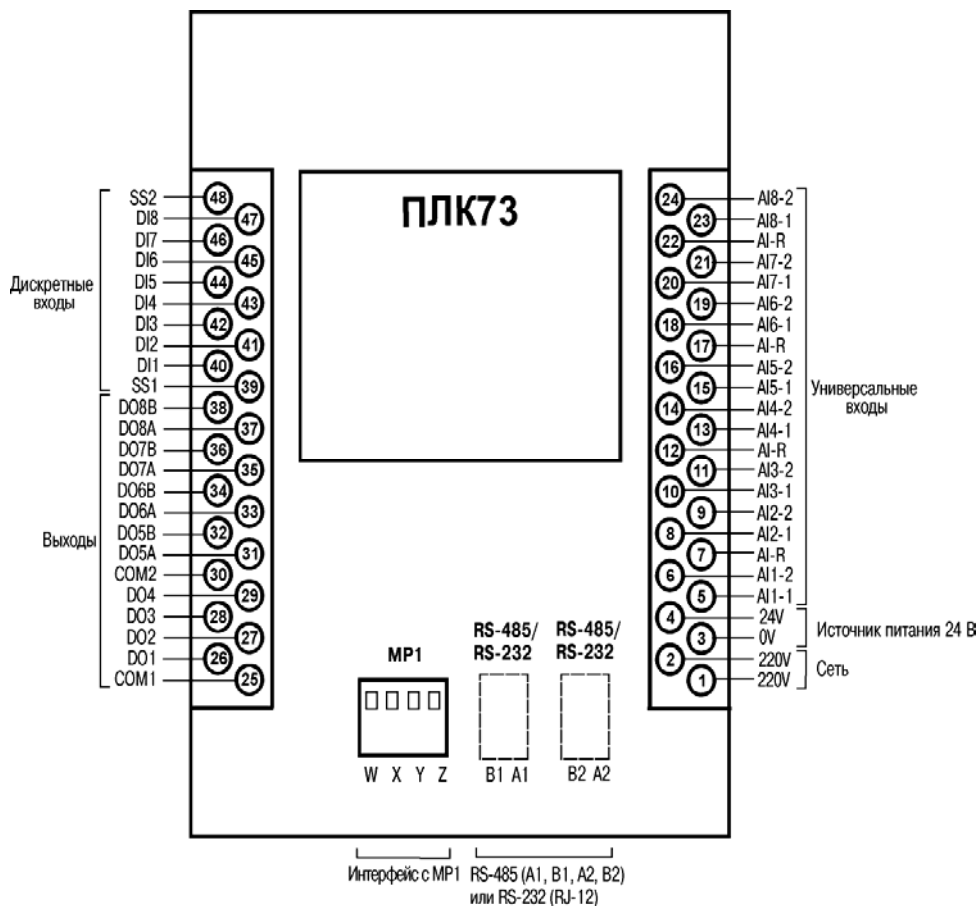 ПЛК73
SS2 48
DI8 47
DI7 46
DI6 45
DI5 44
DI4 43
DI3 42
DI2 41
DI1 40
SS1 39
Дискретные
входы
DO8B 38
DO8A 37
DO7B 36
DO7A 35
DO6B 34
DO6A 33
DO5B 32
DO5A 31
COM2 30
DO4 29
DO3 28
DO2 27
DO1 26
COM1 25
Выходы
24 AI8-2
23 AI8-1
22 AI-R
21 AI7-2
20 AI7-1
19 AI6-2
18 AI6-1
17 AI-R
16 AI5-2
15 AI5-1
14 AI4-2
13 AI4-1
12 AI-R
11 AI3-2
10 AI3-1
9 AI2-2
8 AI2-1
7 AI-R
6 AI1-2
5 AI1-1
Универсальные
входы
4 24V
3 0V
Источник питания 24 В
2 220V
1 220V
Сеть
MP1
W X Y Z
RS-485/
RS-232
B1 A1
RS-485/
RS-232
B2 A2
Интерфейс с МР1
RS-485 (A1, B1, A2, B2)
или RS-232 (RJ-12)